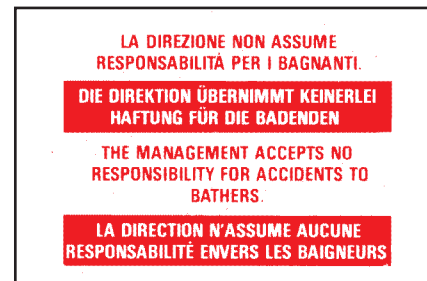 LA DIREZIONE NON ASSUME
RESPONSABILITÀ PER I BAGNANTI.
DIE DIREKTION ÜBERNIMMT KEINERLEI
HAFTUNG FÜR DIE BADENDEN
THE MANAGEMENT ACCEPTS NO
RESPONSIBILITY FOR ACCIDENTS TO
BATHERS.
LA DIRECTION N'ASSUME AUCUNE
RESPONSABILITÉ ENVERS LES BAIGNEURS